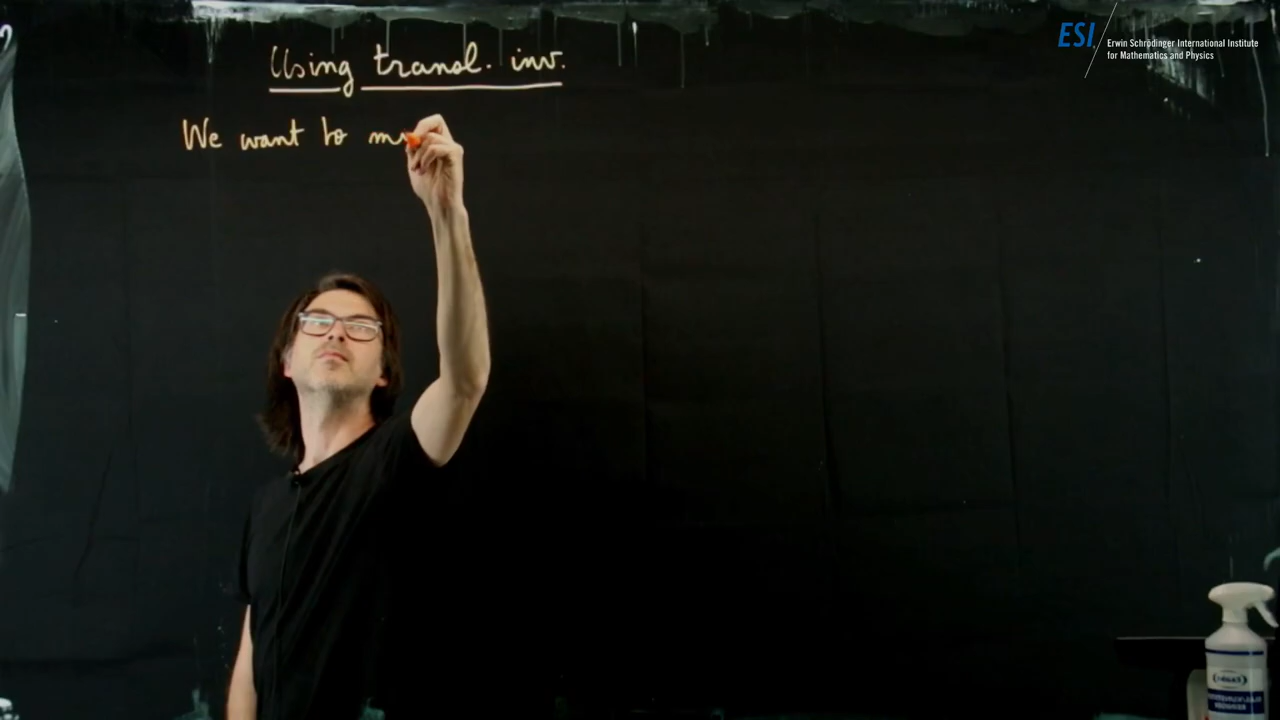 Using transl. inv.
We want to
ESI
Erwin Schrödinger International Institute
for Mathematics and Physics